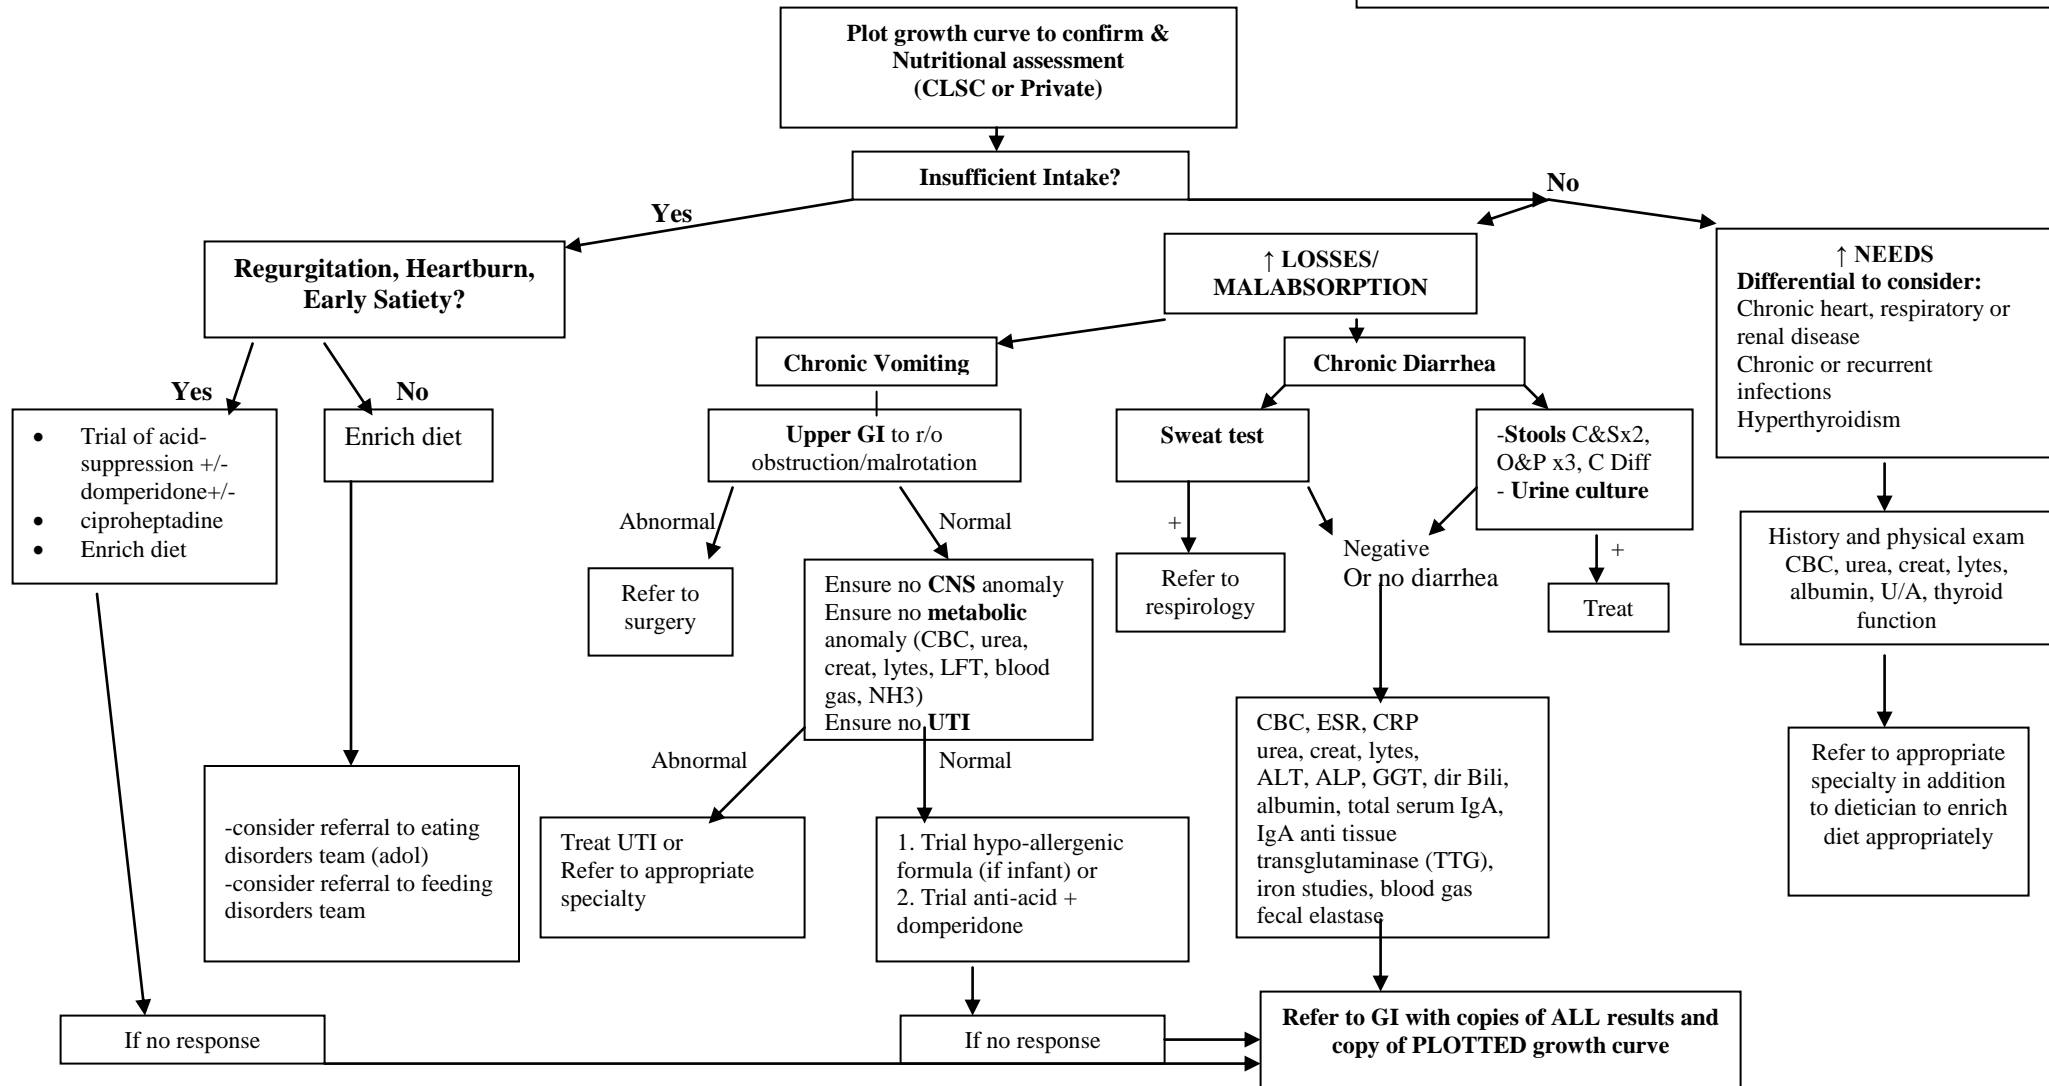 Plot growth curve to confirm &
Nutritional assessment
(CLSC or Private)
Insufficient Intake?
Yes
No
Regurgitation, Heartburn,
Early Satiety?
↑ LOSSES/
MALABSORPTION
↑ NEEDS
Differential to consider:
Chronic heart, respiratory or
renal disease
Chronic or recurrent
infections
Hyperthyroidism
Chronic Vomiting
Chronic Diarrhea
Yes
No
• Trial of acid-
suppression +/-
domperidone+/-
• ciproheptadine
• Enrich diet
Enrich diet
Upper GI to r/o
obstruction/malrotation
Sweat test
-Stools C&Sx2,
O&P x3, C Diff
- Urine culture
Abnormal
Normal
+
Negative
Or no diarrhea
+
History and physical exam
CBC, urea, creat, lytes,
albumin, U/A, thyroid
function
Refer to
surgery
Ensure no CNS anomaly
Ensure no metabolic
anomaly (CBC, urea,
creat, lytes, LFT, blood
gas, NH3)
Ensure no UTI
Refer to
respirology
Treat
Abnormal
Normal
CBC, ESR, CRP
urea, creat, lytes,
ALT, ALP, GGT, dir Bili,
albumin, total serum IgA,
IgA anti tissue
transglutaminase (TTG),
iron studies, blood gas
fecal elastase
Refer to appropriate
specialty in addition
to dietician to enrich
diet appropriately
-consider referral to eating
disorders team (adol)
-consider referral to feeding
disorders team
Treat UTI or
Refer to appropriate
specialty
1. Trial hypo-allergenic
formula (if infant) or
2. Trial anti-acid +
domperidone
If no response
If no response
Refer to GI with copies of ALL results and
copy of PLOTTED growth curve